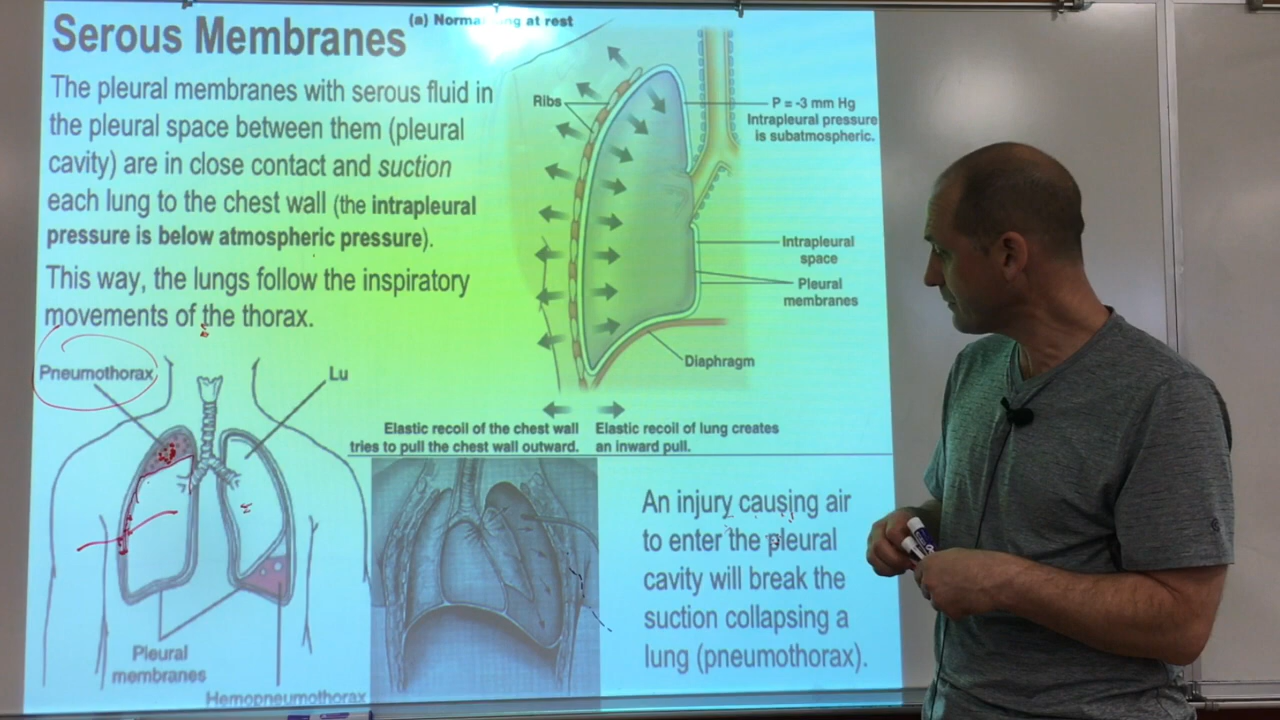 Serous Membranes
The pleural membranes with serous fluid in
the pleural space between them (pleural
cavity) are in close contact and suction
each lung to the chest wall (the intrapleural
pressure is below atmospheric pressure).
This way, the lungs follow the inspiratory
movements of the thorax.
(a) at rest
Ribs
P = -3 mm Hg
Intrapleural pressure
is subatmospheric.
Intrapleural
space
Pleural
membranes
Diaphragm
Elastic recoil of the chest wall
tries to pull the chest wall outward.
Elastic recoil of lung creates
an inward pull.
Pneumothorax
Lu
Pleural
membranes
Hemopneumothorax
An injury causing air
to enter the pleural
cavity will break the
suction collapsing a
lung (pneumothorax).